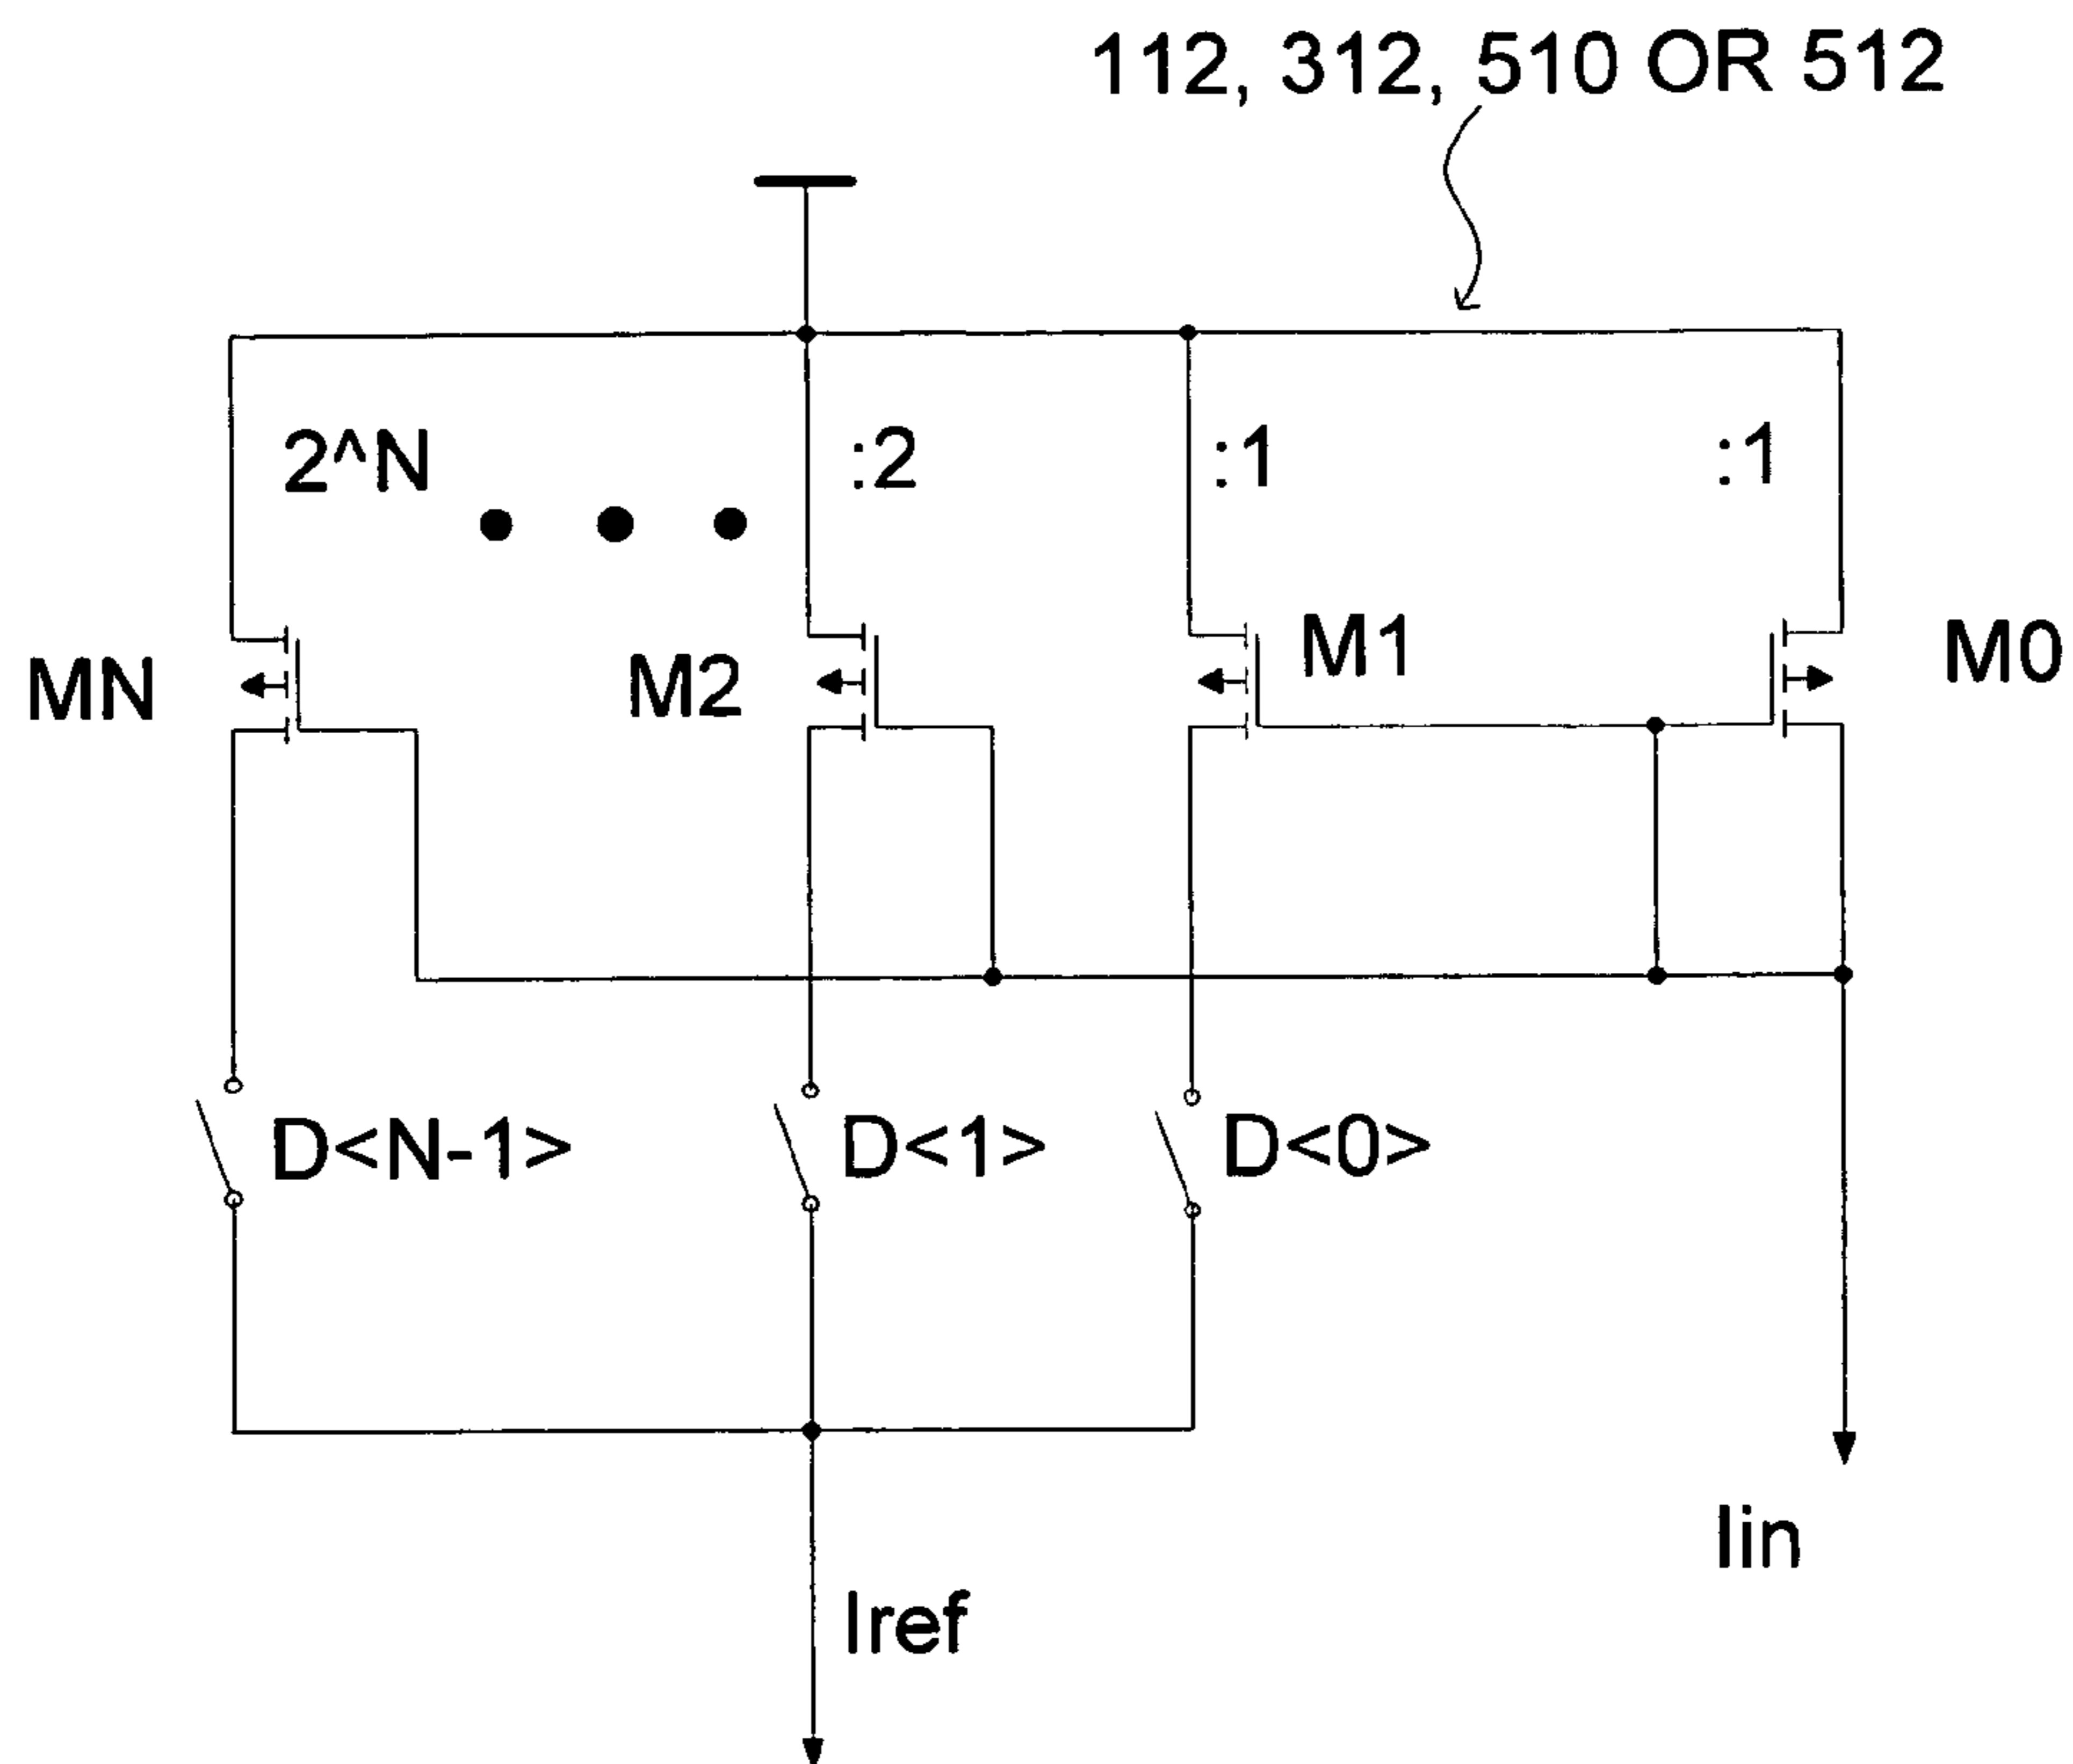 112, 312, 510 OR 512
2^N
:2
:1
:1
MN
M2
M1
M0
D<N-1>
D<1>
D<0>
Iin
Iref